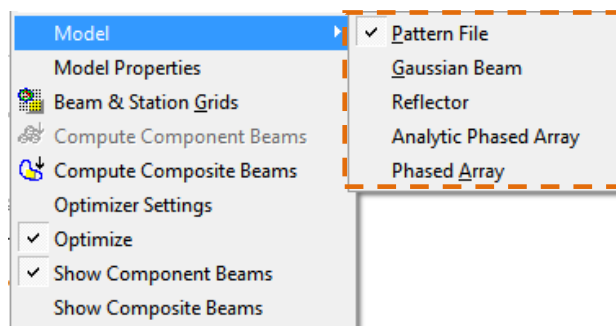 Model
Model Properties
Beam & Station Grids
Compute Component Beams
Compute Composite Beams
Optimizer Settings
Optimize
Show Component Beams
Show Composite Beams
Pattern File
Gaussian Beam
Reflector
Analytic Phased Array
Phased Array